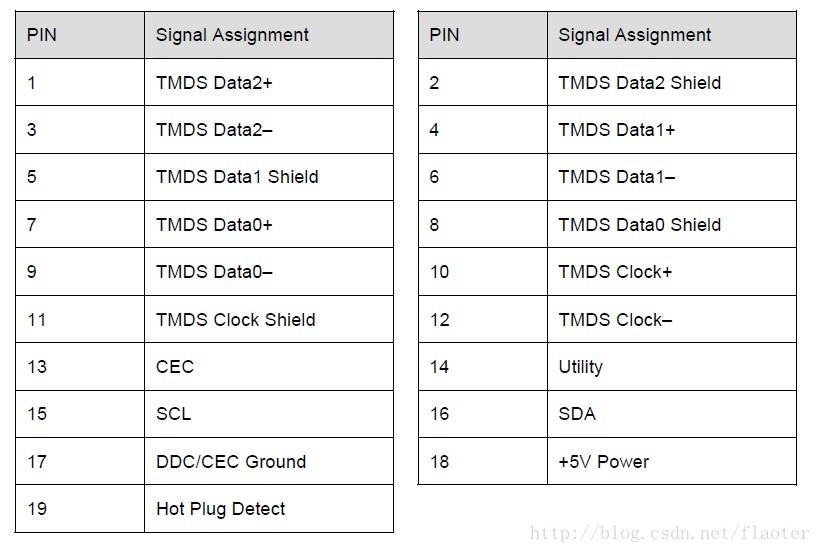 PIN Signal Assignment PIN Signal Assignment
1 TMDS Data2+ 2 TMDS Data2 Shield
3 TMDS Data2– 4 TMDS Data1+
5 TMDS Data1 Shield 6 TMDS Data1–
7 TMDS Data0+ 8 TMDS Data0 Shield
9 TMDS Data0– 10 TMDS Clock+
11 TMDS Clock Shield 12 TMDS Clock–
13 CEC 14 Utility
15 SCL 16 SDA
17 DDC/CEC Ground 18 +5V Power
19 Hot Plug Detect
http://blog.csdn.net/flaoter